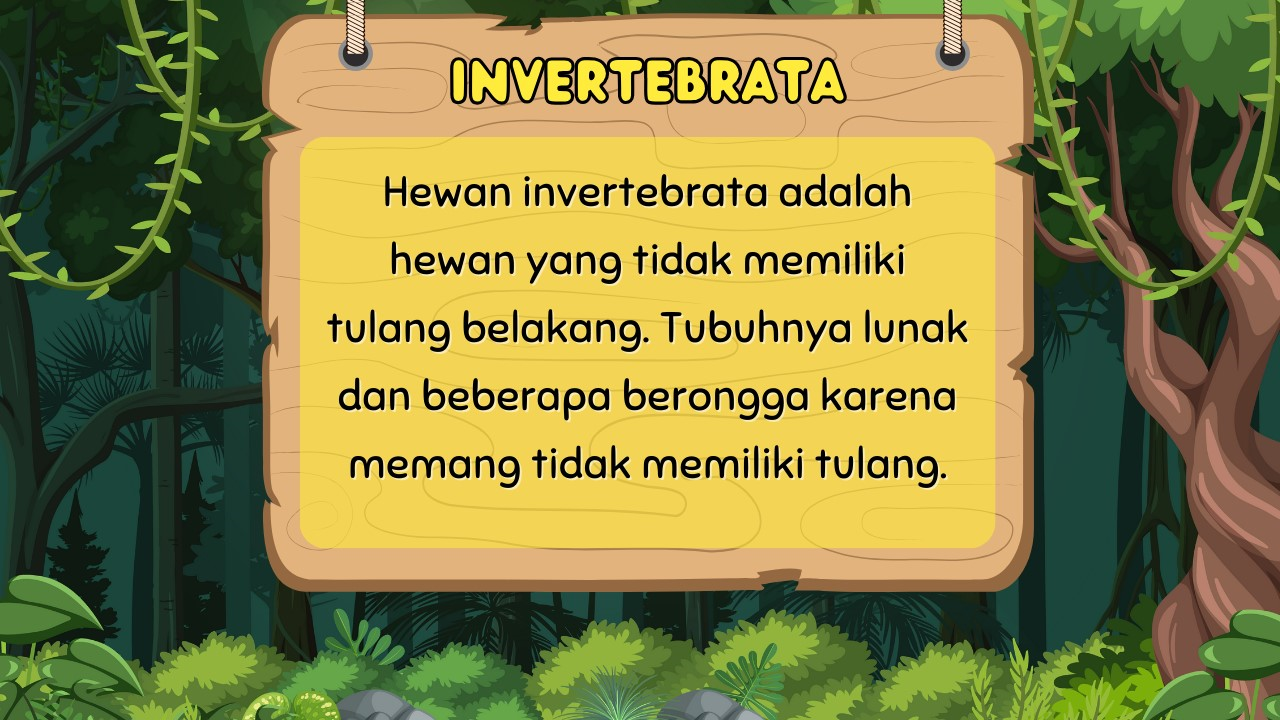 INVERTEBRATA
Hewan invertebrata adalah
hewan yang tidak memiliki
tulang belakang. Tubuhnya lunak
dan beberapa berongga karena
memang tidak memiliki tulang.